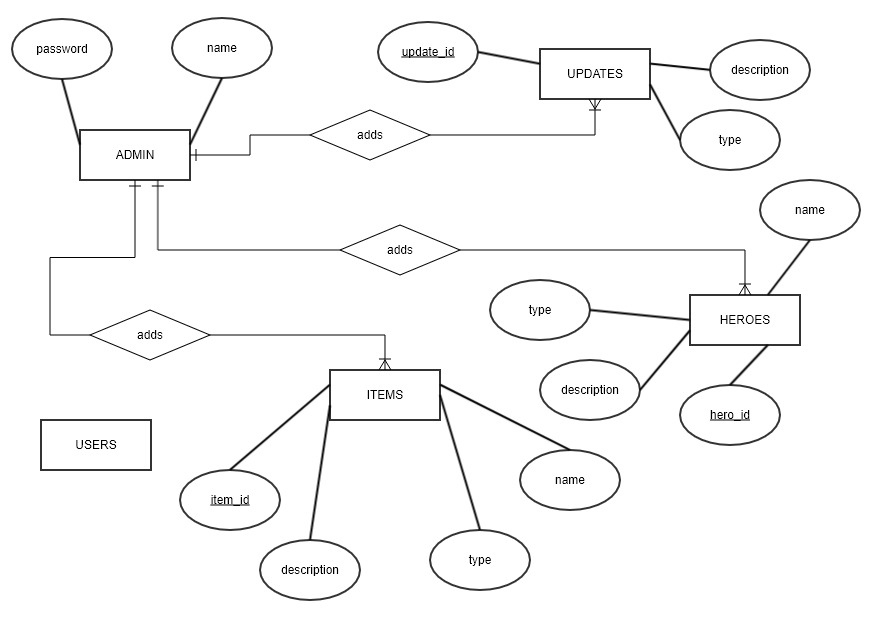 password
name
update_id
UPDATES
description
type
ADMIN
adds
name
adds
type
HEROES
adds
description
hero_id
ITEMS
USERS
item_id
name
description
type